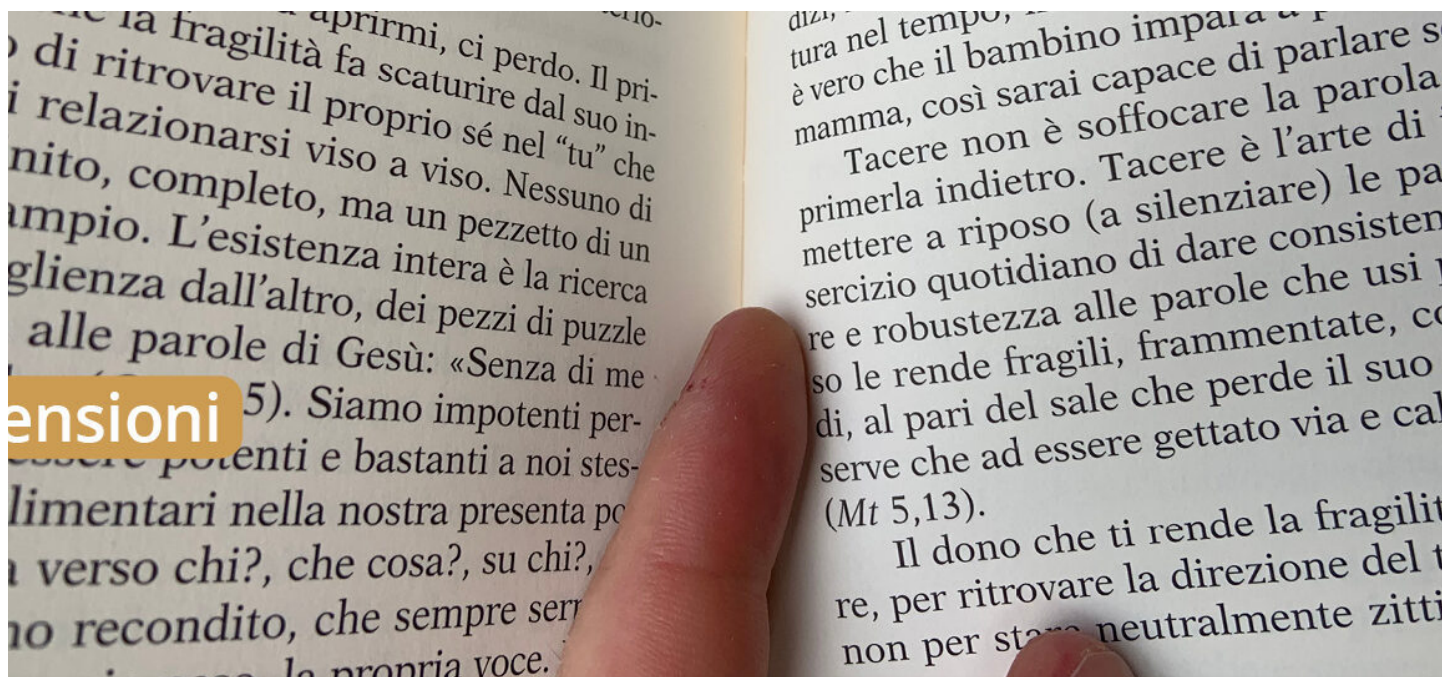 aprirmi, ci perdo. Il pri-
la fragilità fa scaturire dal suo in-
di ritrovare il proprio sé nel “tu” che
i relazionarsi viso a viso. Nessuno di
nito, completo, ma un pezzetto di un
ampio. L’esistenza intera è la ricerca
glienza dall’altro, dei pezzi di puzzle
alle parole di Gesù: «Senza di me
5). Siamo impotenti per-
potenti e bastanti a noi stes-
limentari nella nostra presenta
verso chi?, che cosa?, su chi?,
no recondito, che sempre
la propria voce.
ensioni
tura nel tempo,
è vero che il bambino impara a
mamma, così sarai capace di parlare
Tacere non è soffocare la parola
primerla indietro. Tacere è l’arte di
mettere a riposo (a silenziare) le pa
sercizio quotidiano di dare consisten
re e robustezza alle parole che usi
so le rende fragili, frammentate, co
di, al pari del sale che perde il suo
serve che ad essere gettato via e cal
(Mt 5,13).
Il dono che ti rende la fragilit
re, per ritrovare la direzione del
non per stare neutralmente zitti